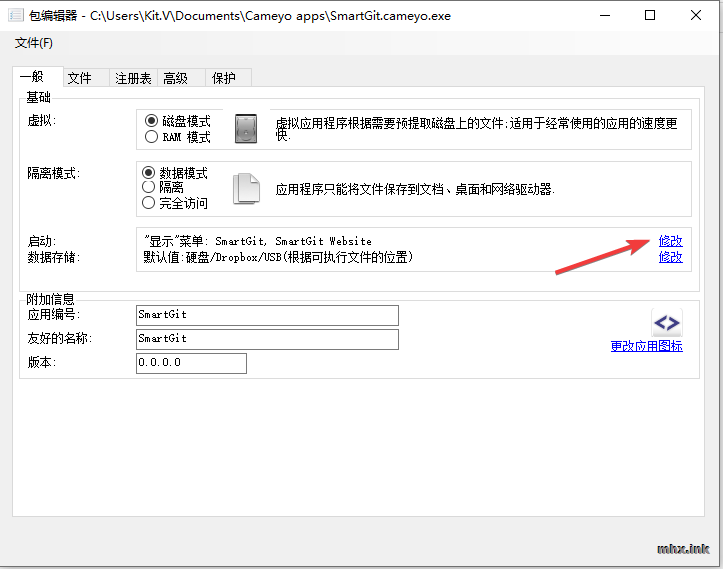 包编辑器 - C:\Users\Kit.V\Documents\Cameyo apps\SmartGit.cameyo.exe
文件(F)
一般 文件 注册表 高级 保护
基础
虚拟:
磁盘模式
RAM 模式
虚拟应用程序根据需要预提取磁盘上的文件;适用于经常使用的应用的速度更
快.
隔离模式:
数据模式
隔离
完全访问
应用程序只能将文件保存到文档、桌面和网络驱动器.
启动: "显示"菜单: SmartGit, SmartGit Website 修改
数据存储: 默认值:硬盘/Dropbox/USB(根据可执行文件的位置) 修改
附加信息
应用编号: SmartGit
友好的名称: SmartGit
更改应用图标
版本: 0.0.0.0
mhx.ink